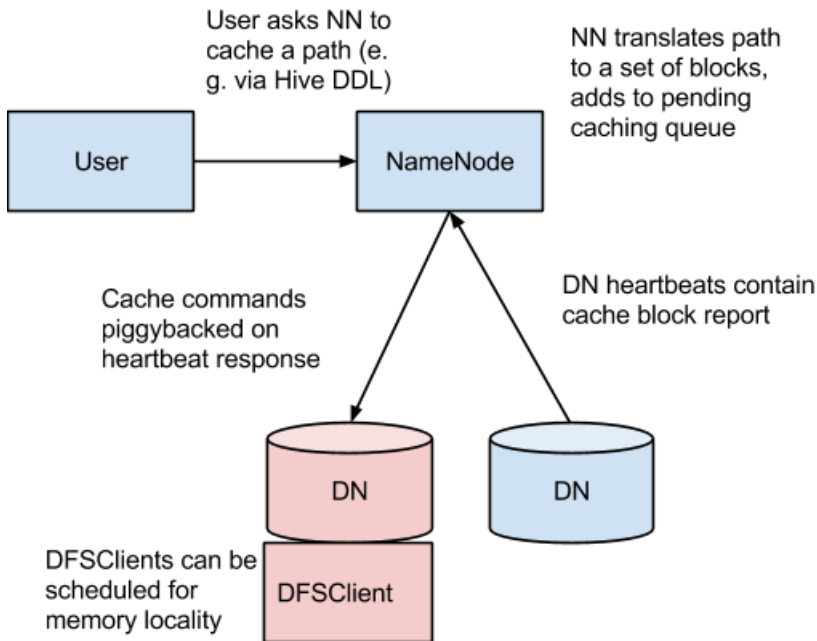 User asks NN to
cache a path (e.
g. via Hive DDL)
NN translates path
to a set of blocks,
adds to pending
caching queue
User
NameNode
Cache commands
piggybacked on
heartbeat response
DN heartbeats contain
cache block report
DN
DN
DFSClients can be
scheduled for
memory locality
DFSClient